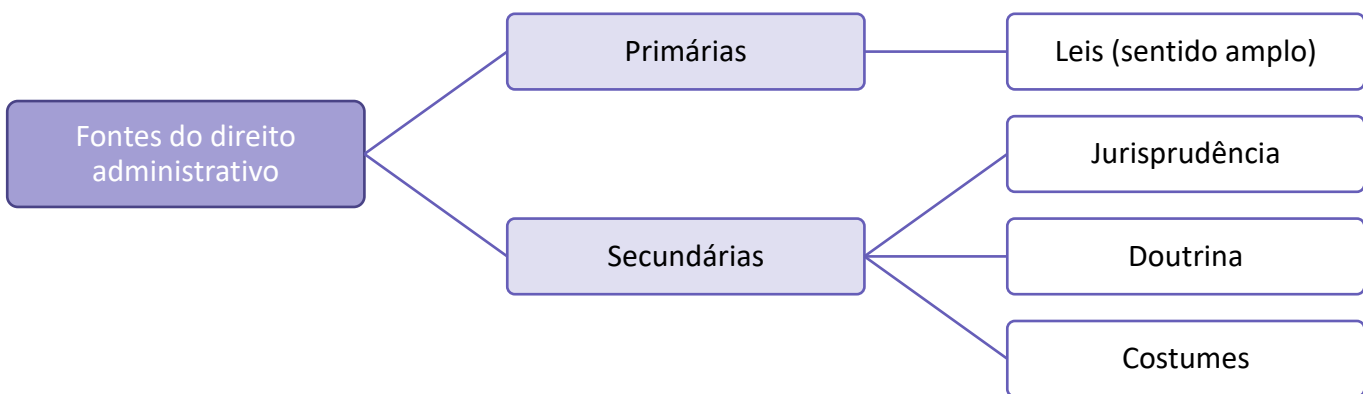 Fontes do direito
administrativo
Primárias
Leis (sentido amplo)
Secundárias
Jurisprudência
Doutrina
Costumes